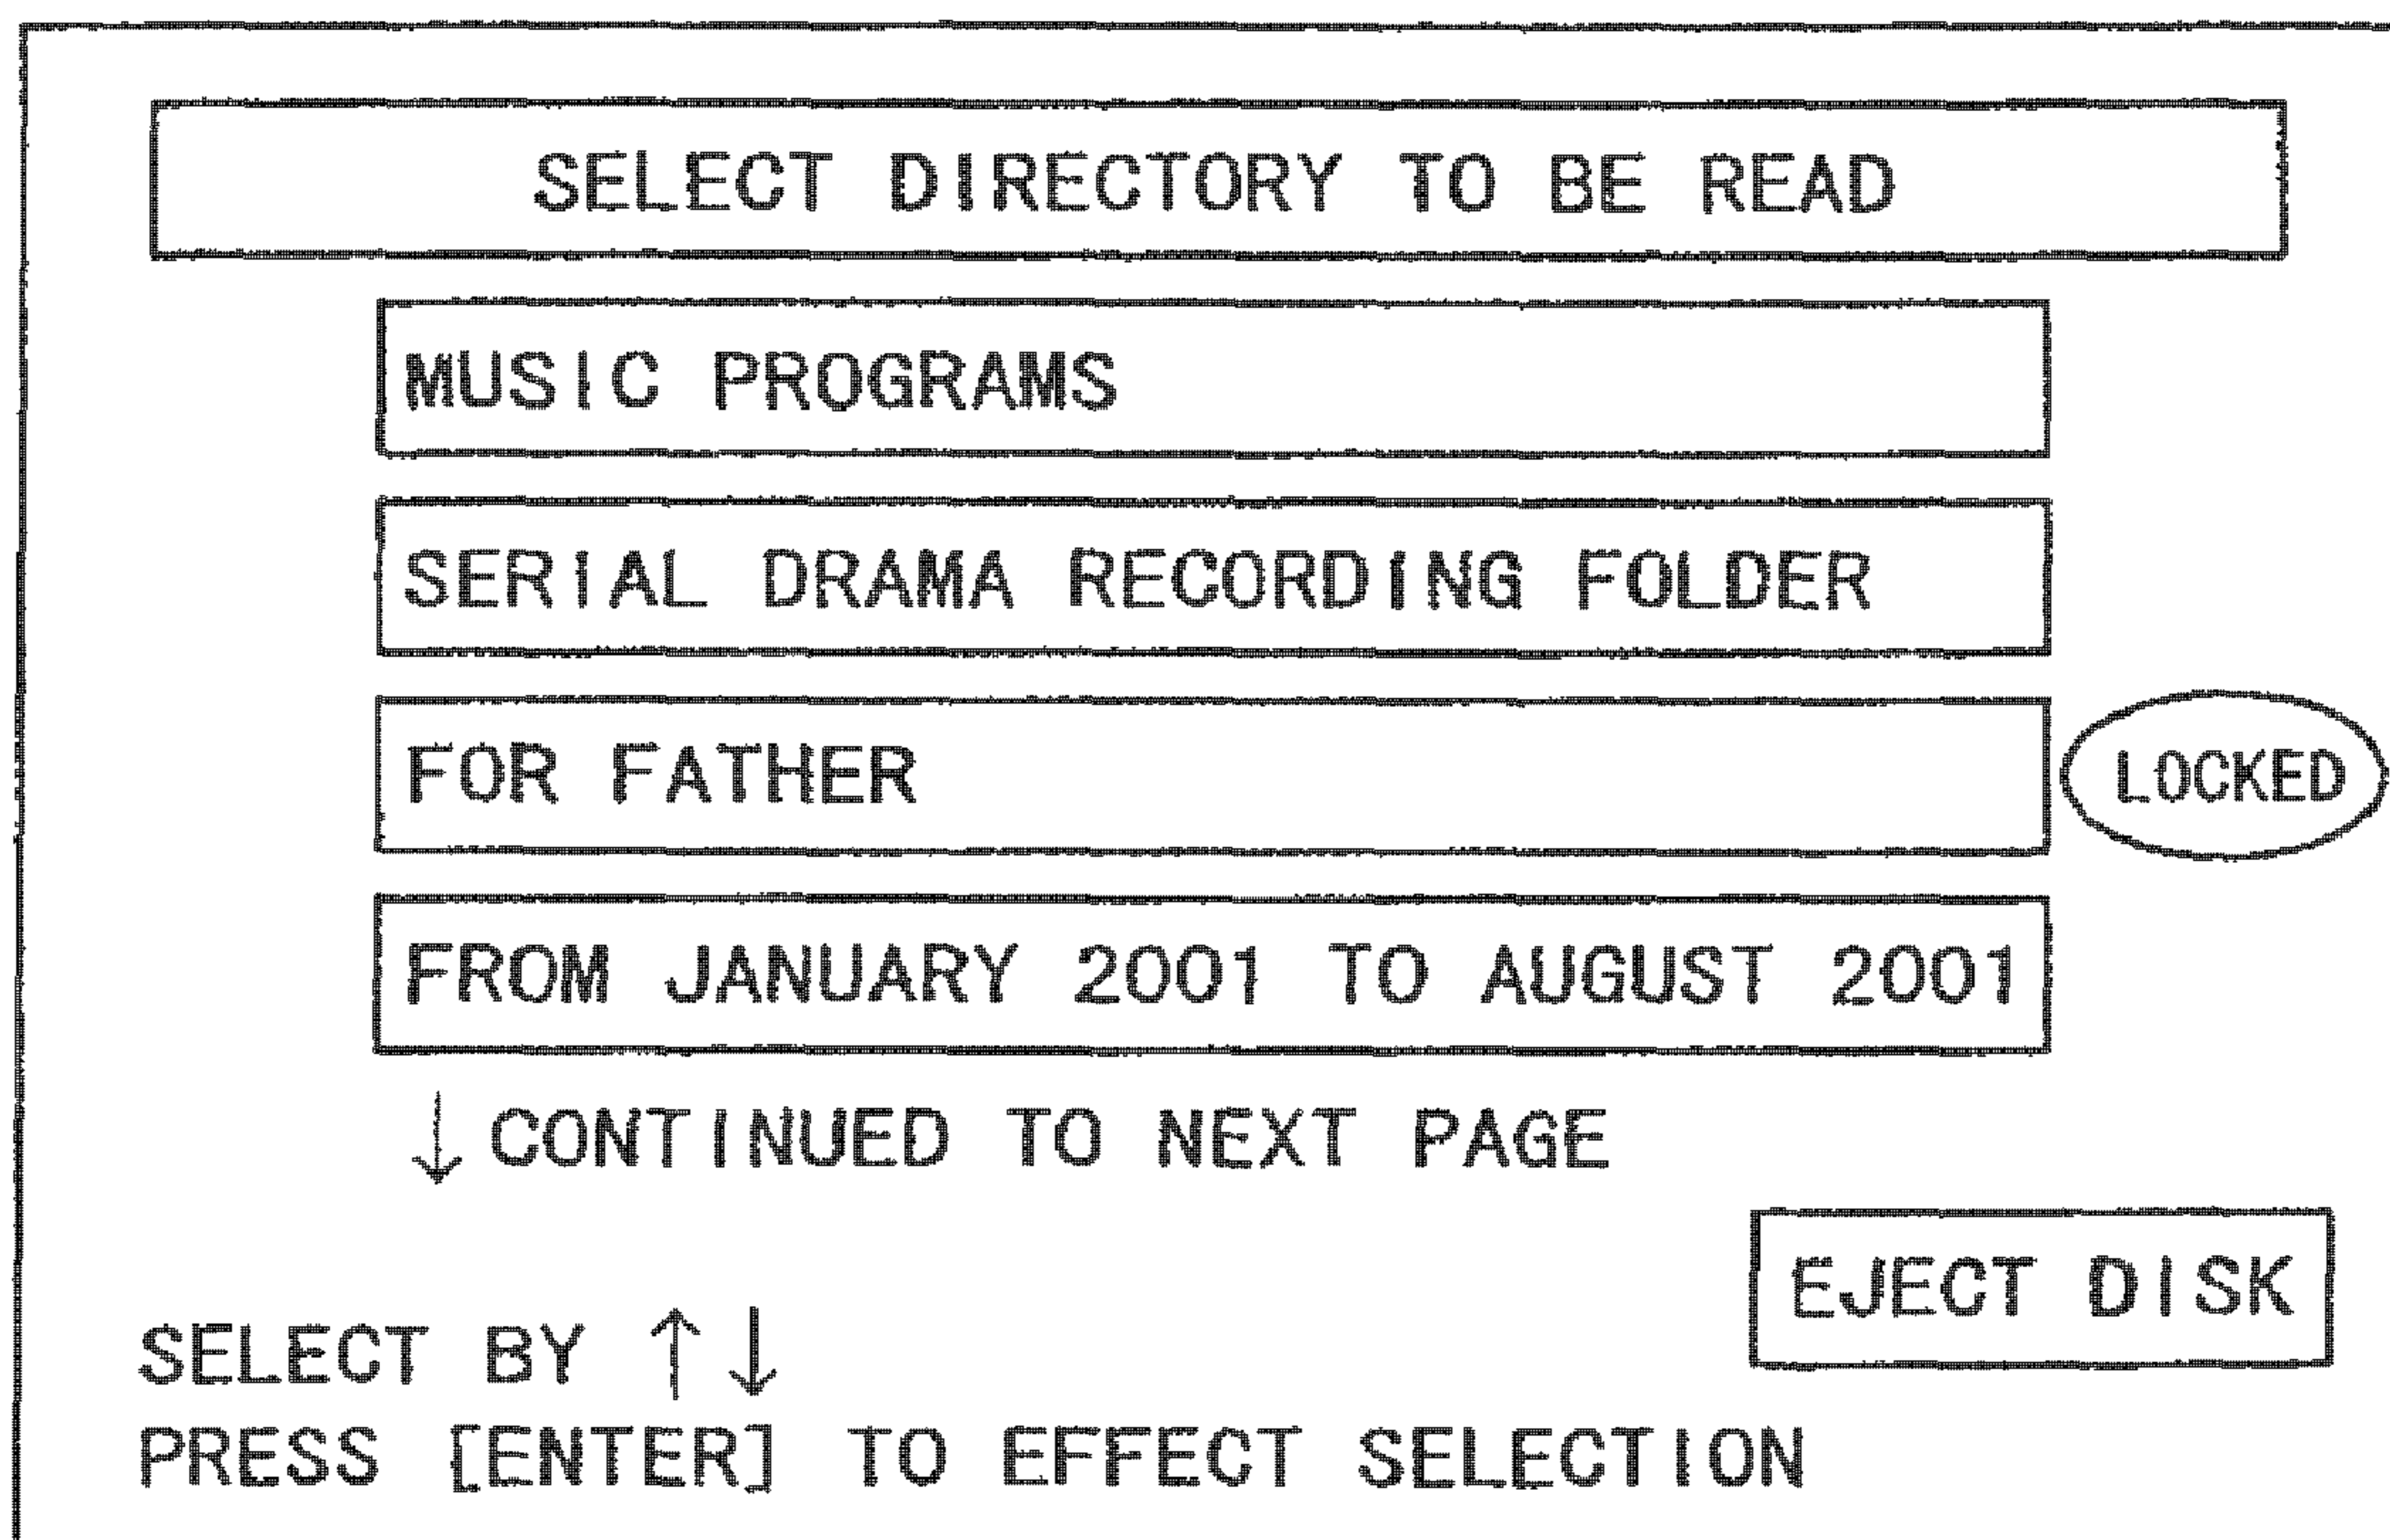 SELECT DIRECTORY TO BE READ
MUSIC PROGRAMS
SERIAL DRAMA RECORDING FOLDER
FOR FATHER
LOCKED
FROM JANUARY 2001 TO AUGUST 2001
↓ CONTINUED TO NEXT PAGE
EJECT DISK
SELECT BY ↑↓
PRESS [ENTER] TO EFFECT SELECTION